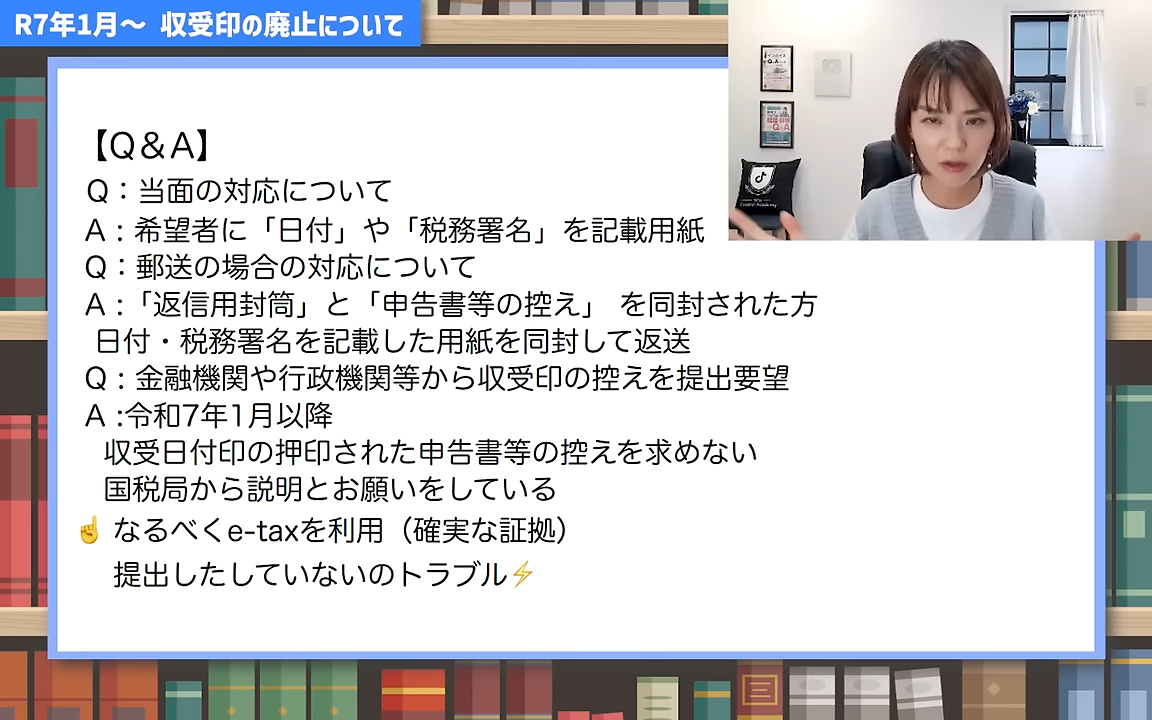 R7年1月～ 収受印の廃止について
【Q＆A】
Q：当面の対応について
A：希望者に「日付」や「税務署名」を記載用紙
Q：郵送の場合の対応について
A：「返信用封筒」と「申告書等の控え」 を同封された方
日付・税務署名を記載した用紙を同封して返送
Q：金融機関や行政機関等から収受印の控えを提出要望
A :令和7年1月以降
収受日付印の押印された申告書等の控えを求めない
国税局から説明とお願いをしている
☝なるべくe-taxを利用（確実な証拠）
提出したしていないのトラブル⚡